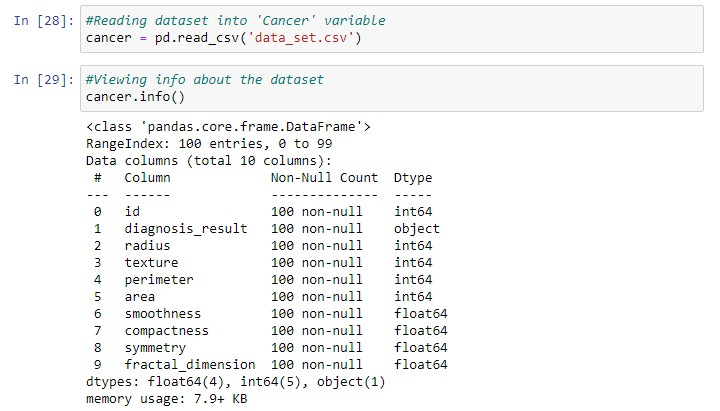 In [28]: #Reading dataset into 'Cancer' variable
cancer = pd.read_csv('data_set.csv')
In [29]: #Viewing info about the dataset
cancer.info()
<class 'pandas.core.frame.DataFrame'>
RangeIndex: 100 entries, 0 to 99
Data columns (total 10 columns):
 #   Column             Non-Null Count  Dtype
---  ------             --------------  -----
 0   id                 100 non-null    int64
 1   diagnosis_result   100 non-null    object
 2   radius             100 non-null    int64
 3   texture            100 non-null    int64
 4   perimeter          100 non-null    int64
 5   area               100 non-null    int64
 6   smoothness         100 non-null    float64
 7   compactness        100 non-null    float64
 8   symmetry           100 non-null    float64
 9   fractal_dimension  100 non-null    float64
dtypes: float64(4), int64(5), object(1)
memory usage: 7.9+ KB